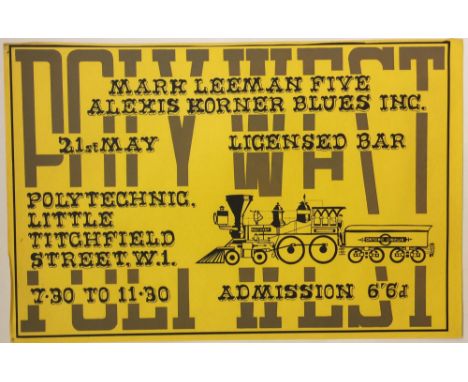 POLY WEST
MARK LEEMAN FIVE
ALEXIS KORNER BLUES INC.
21st MAY
LICENSED BAR
POLYTECHNIC,
LITTLE
TITCHFIELD
STREET, W.1.
7·30 TO 11·30
ADMISSION 6'6d
POLY WEST